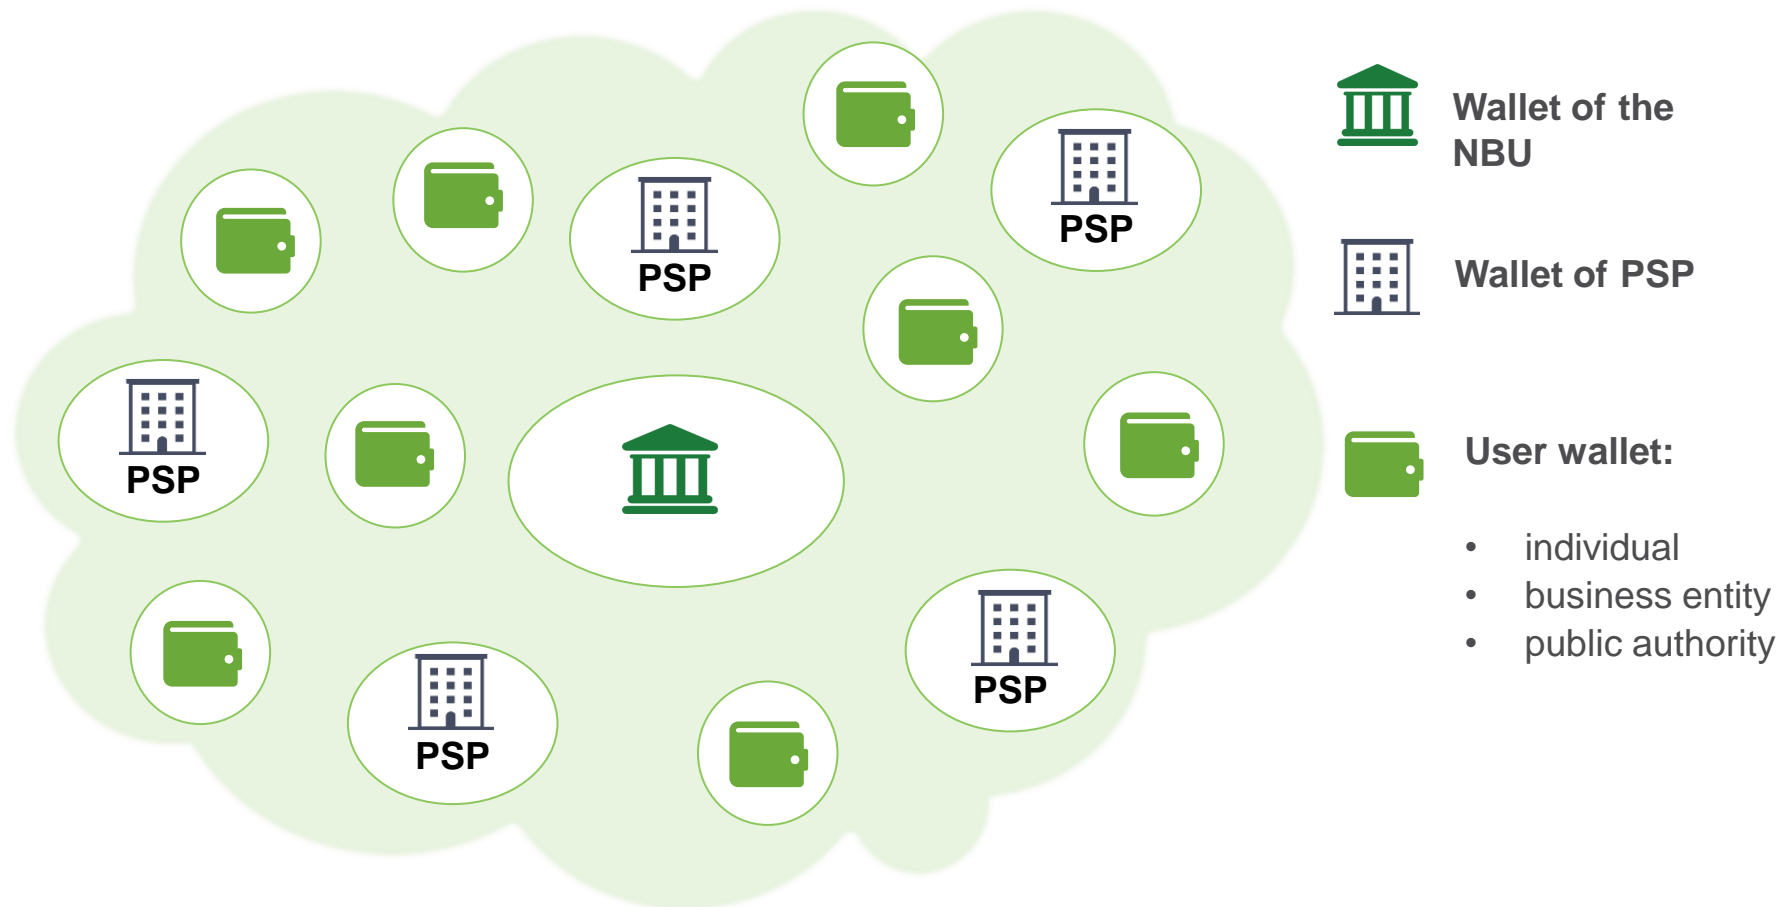 PSP
PSP
PSP
PSP
PSP
Wallet of the
NBU
Wallet of PSP
User wallet:
• individual
• business entity
• public authority